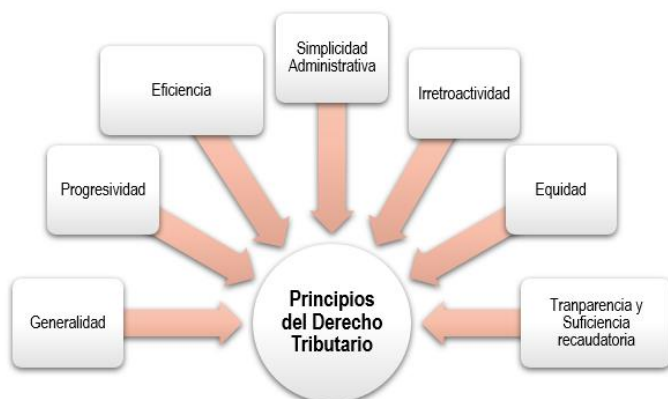 Simplicidad
Administrativa
Eficiencia
Irretroactividad
Progresividad
Equidad
Generalidad
Principios
del Derecho
Tributario
Tranparencia y
Suficiencia
recaudatoria